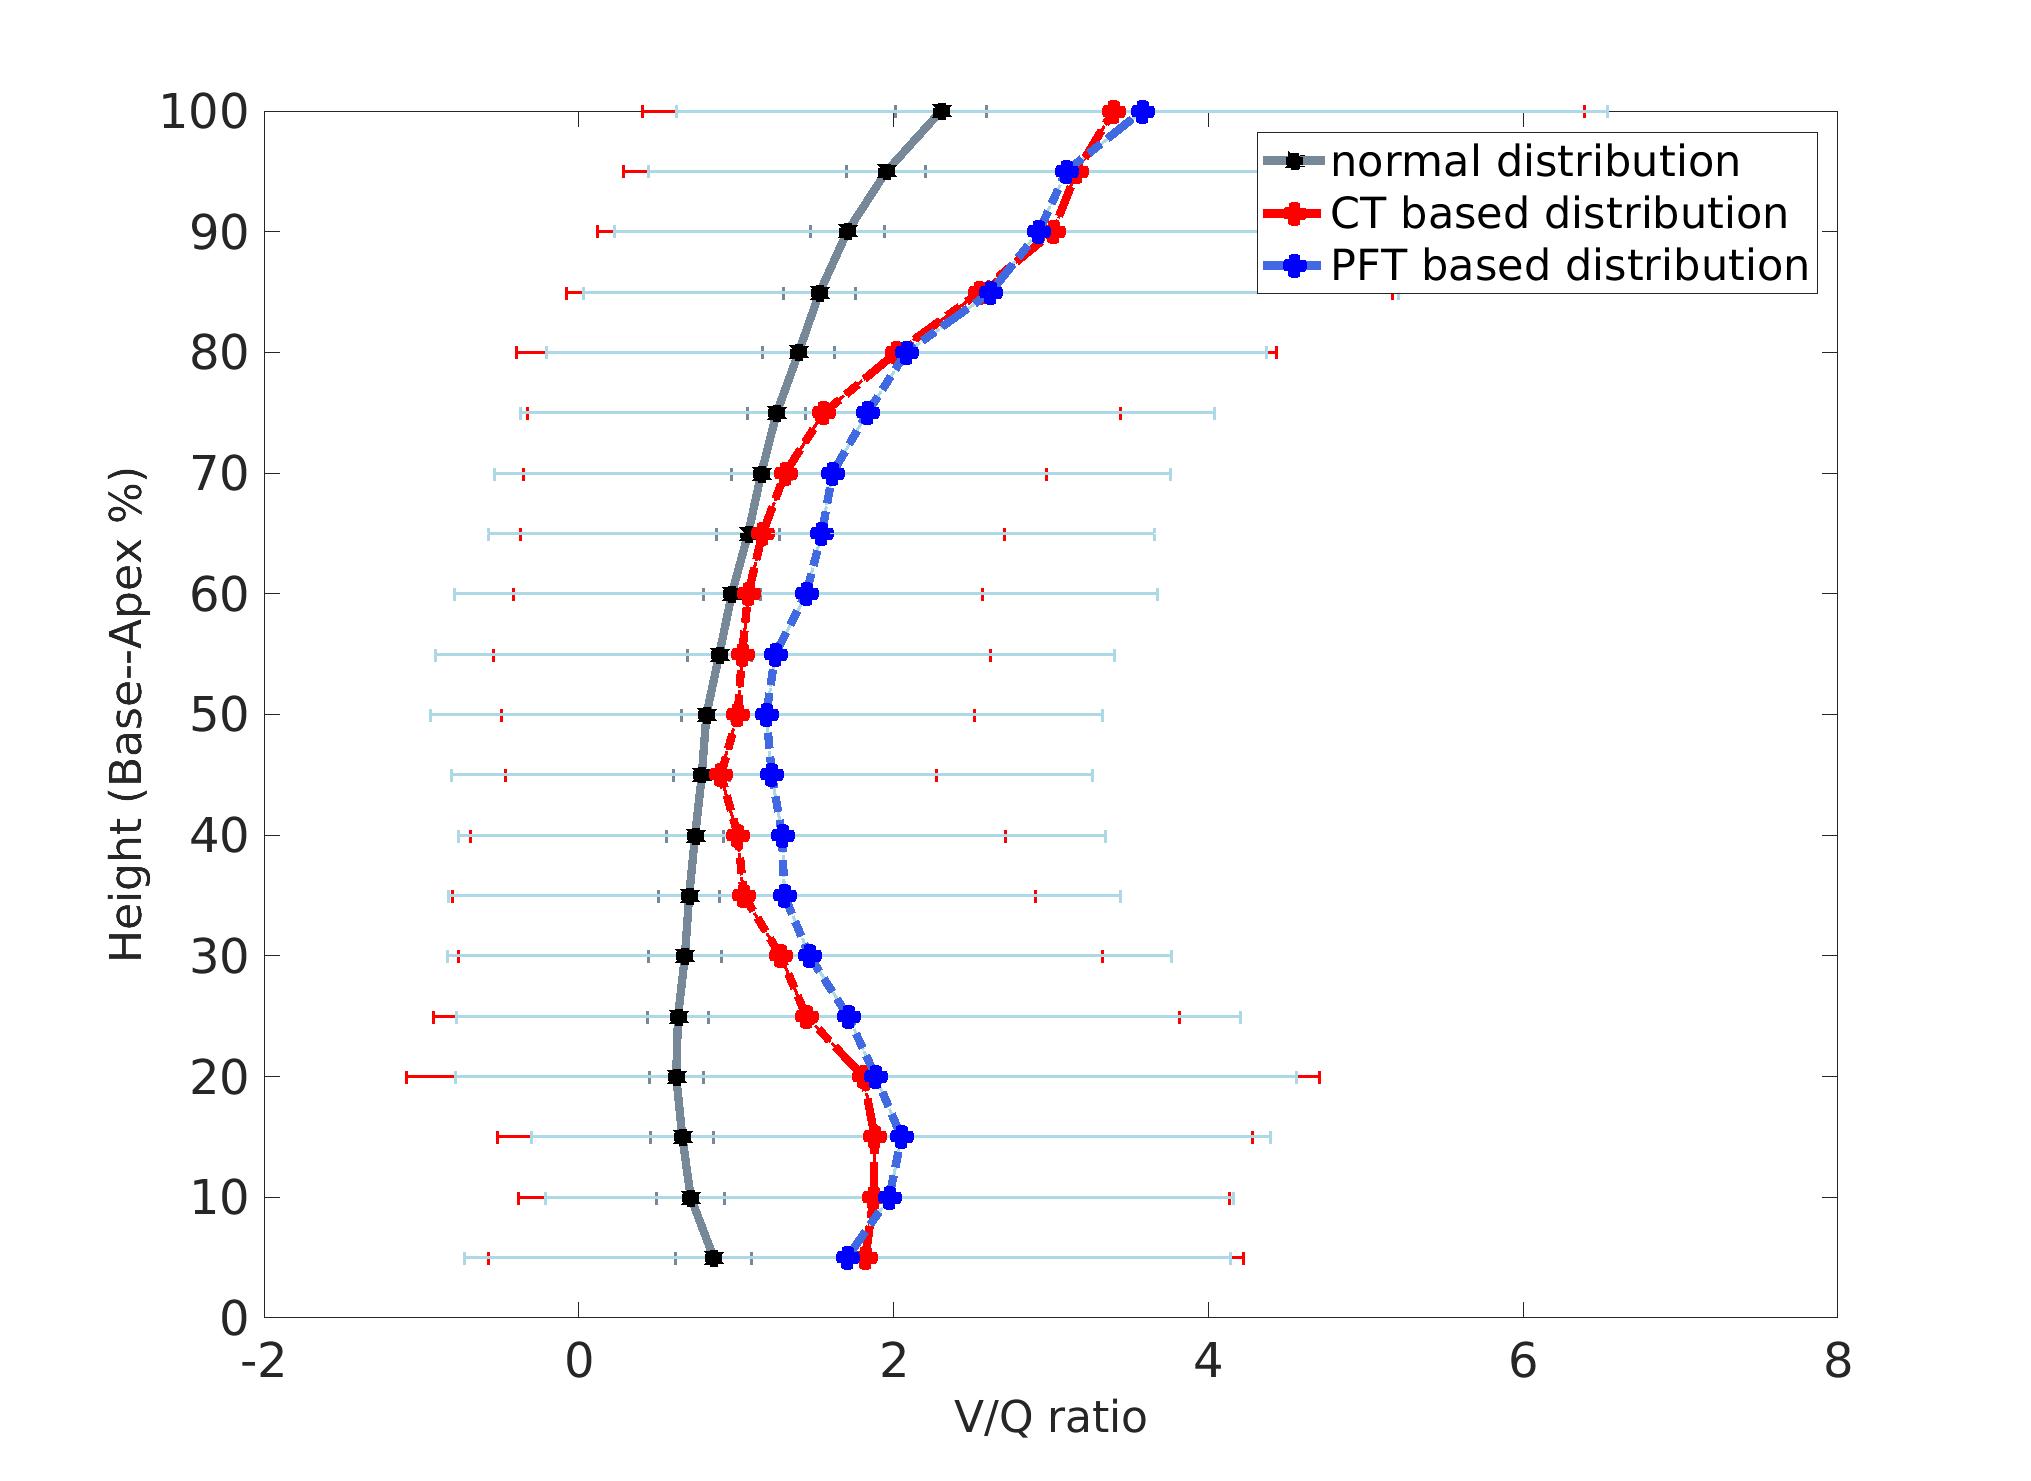 100
90
80
70
60
50
40
30
20
10
0
-2 0 2 4 6 8
Height (Base--Apex %)
V/Q ratio
normal distribution
CT based distribution
PFT based distribution